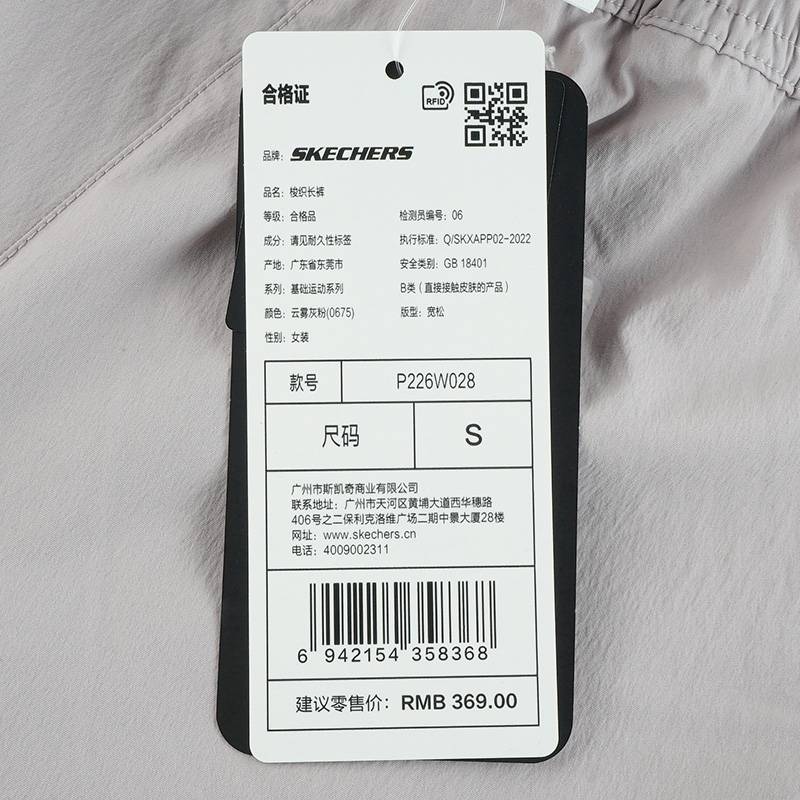 合格证
RFID
品牌: SKECHERS
品名: 梭织长裤
等级: 合格品 检测员编号: 06
成分: 请见耐久性标签 执行标准: Q/SKXAPP02-2022
产地: 广东省东莞市 安全类别: GB 18401
系列: 基础运动系列 B类 (直接接触皮肤的产品)
颜色: 云雾灰粉(0675) 版型: 宽松
性别: 女装
款号 P226W028
尺码 S
广州市斯凯奇商业有限公司
联系地址: 广州市天河区黄埔大道西华穗路
406号之二保利克洛维广场二期中景大厦28楼
网址: www.skechers.cn
电话: 4009002311
6 942154 358368
建议零售价: RMB 369.00